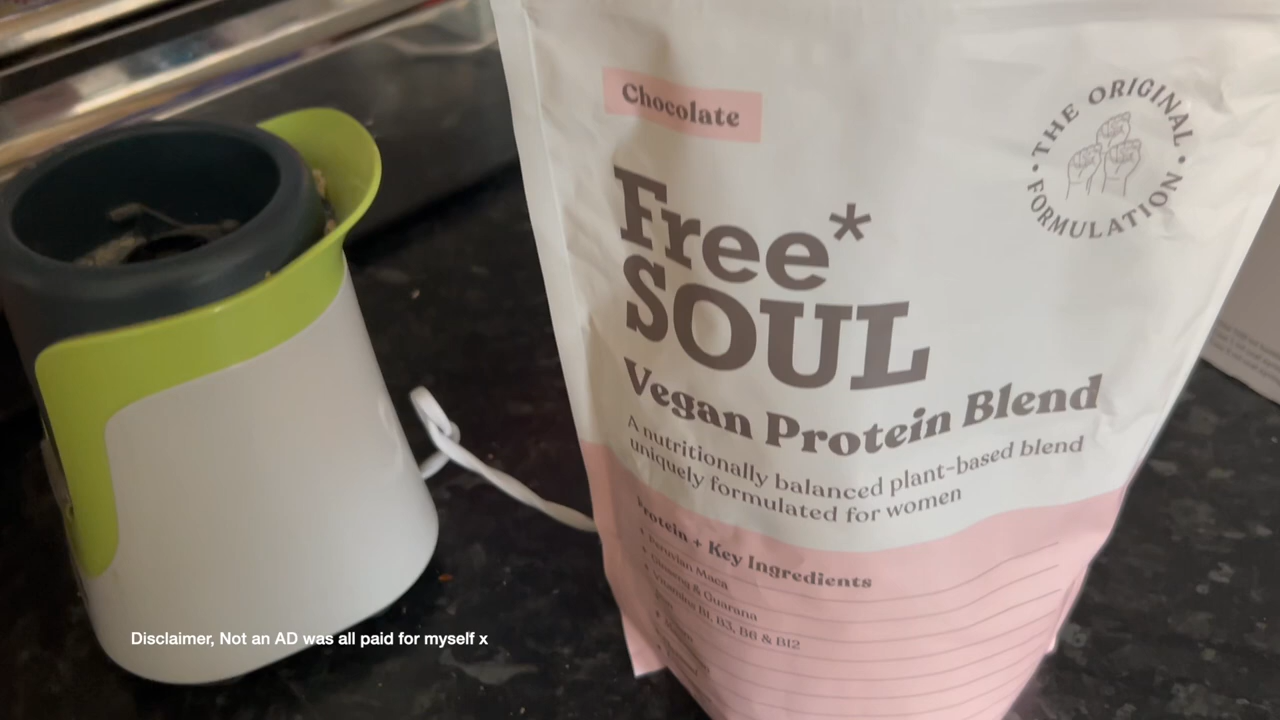 Chocolate
THE ORIGINAL
FORMULATION
Free*
SOUL
Vegan Protein Blend
A nutritionally balanced plant-based blend
uniquely formulated for women
Protein + Key Ingredients
Peruvian Maca
Ginseng & Guarana
Vitamins B1, B3, B6 & B12
Disclaimer, Not an AD was all paid for myself x